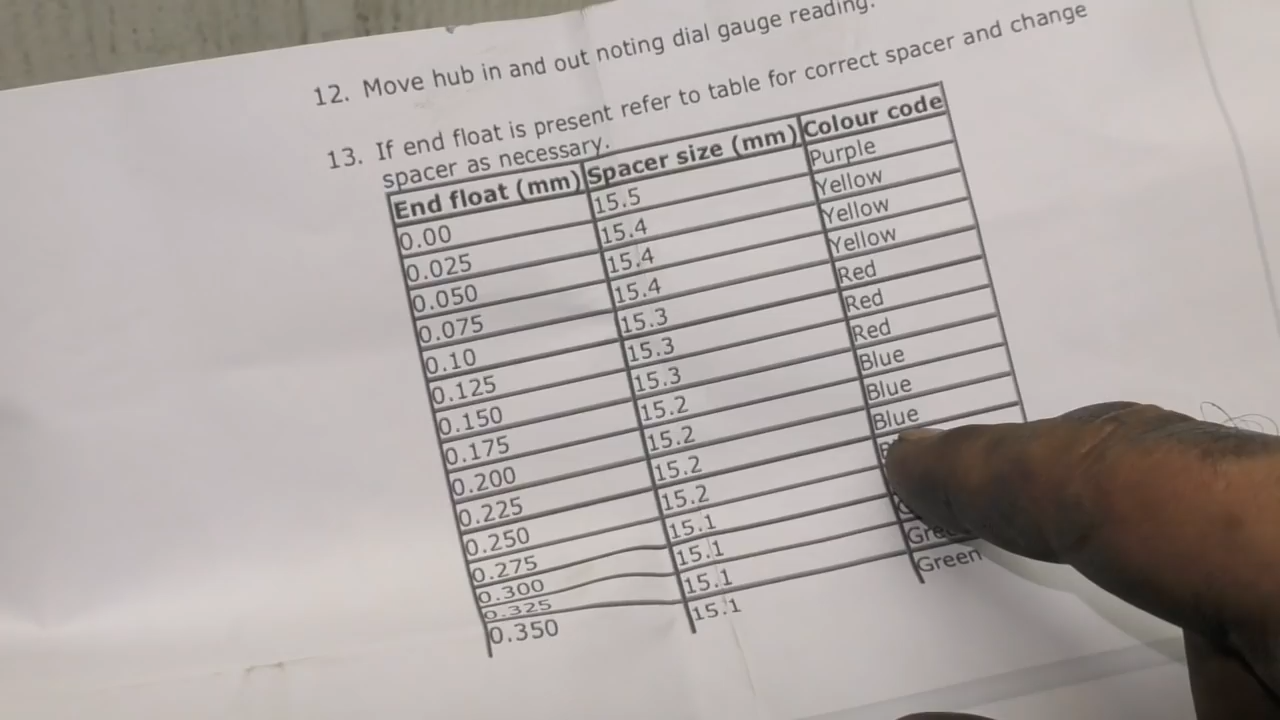 12. Move hub in and out noting dial gauge reading.
13. If end float is present refer to table for correct spacer and change
spacer as necessary.
End float (mm) Spacer size (mm) Colour code
0.00 15.5 Purple
0.025 15.4 Yellow
0.050 15.4 Yellow
0.075 15.4 Yellow
0.10 15.3 Red
0.125 15.3 Red
0.150 15.3 Red
0.175 15.2 Blue
0.200 15.2 Blue
0.225 15.2 Blue
0.250 15.2
0.275 15.1
0.300 15.1
0.325 15.1
0.350 15.1 Green